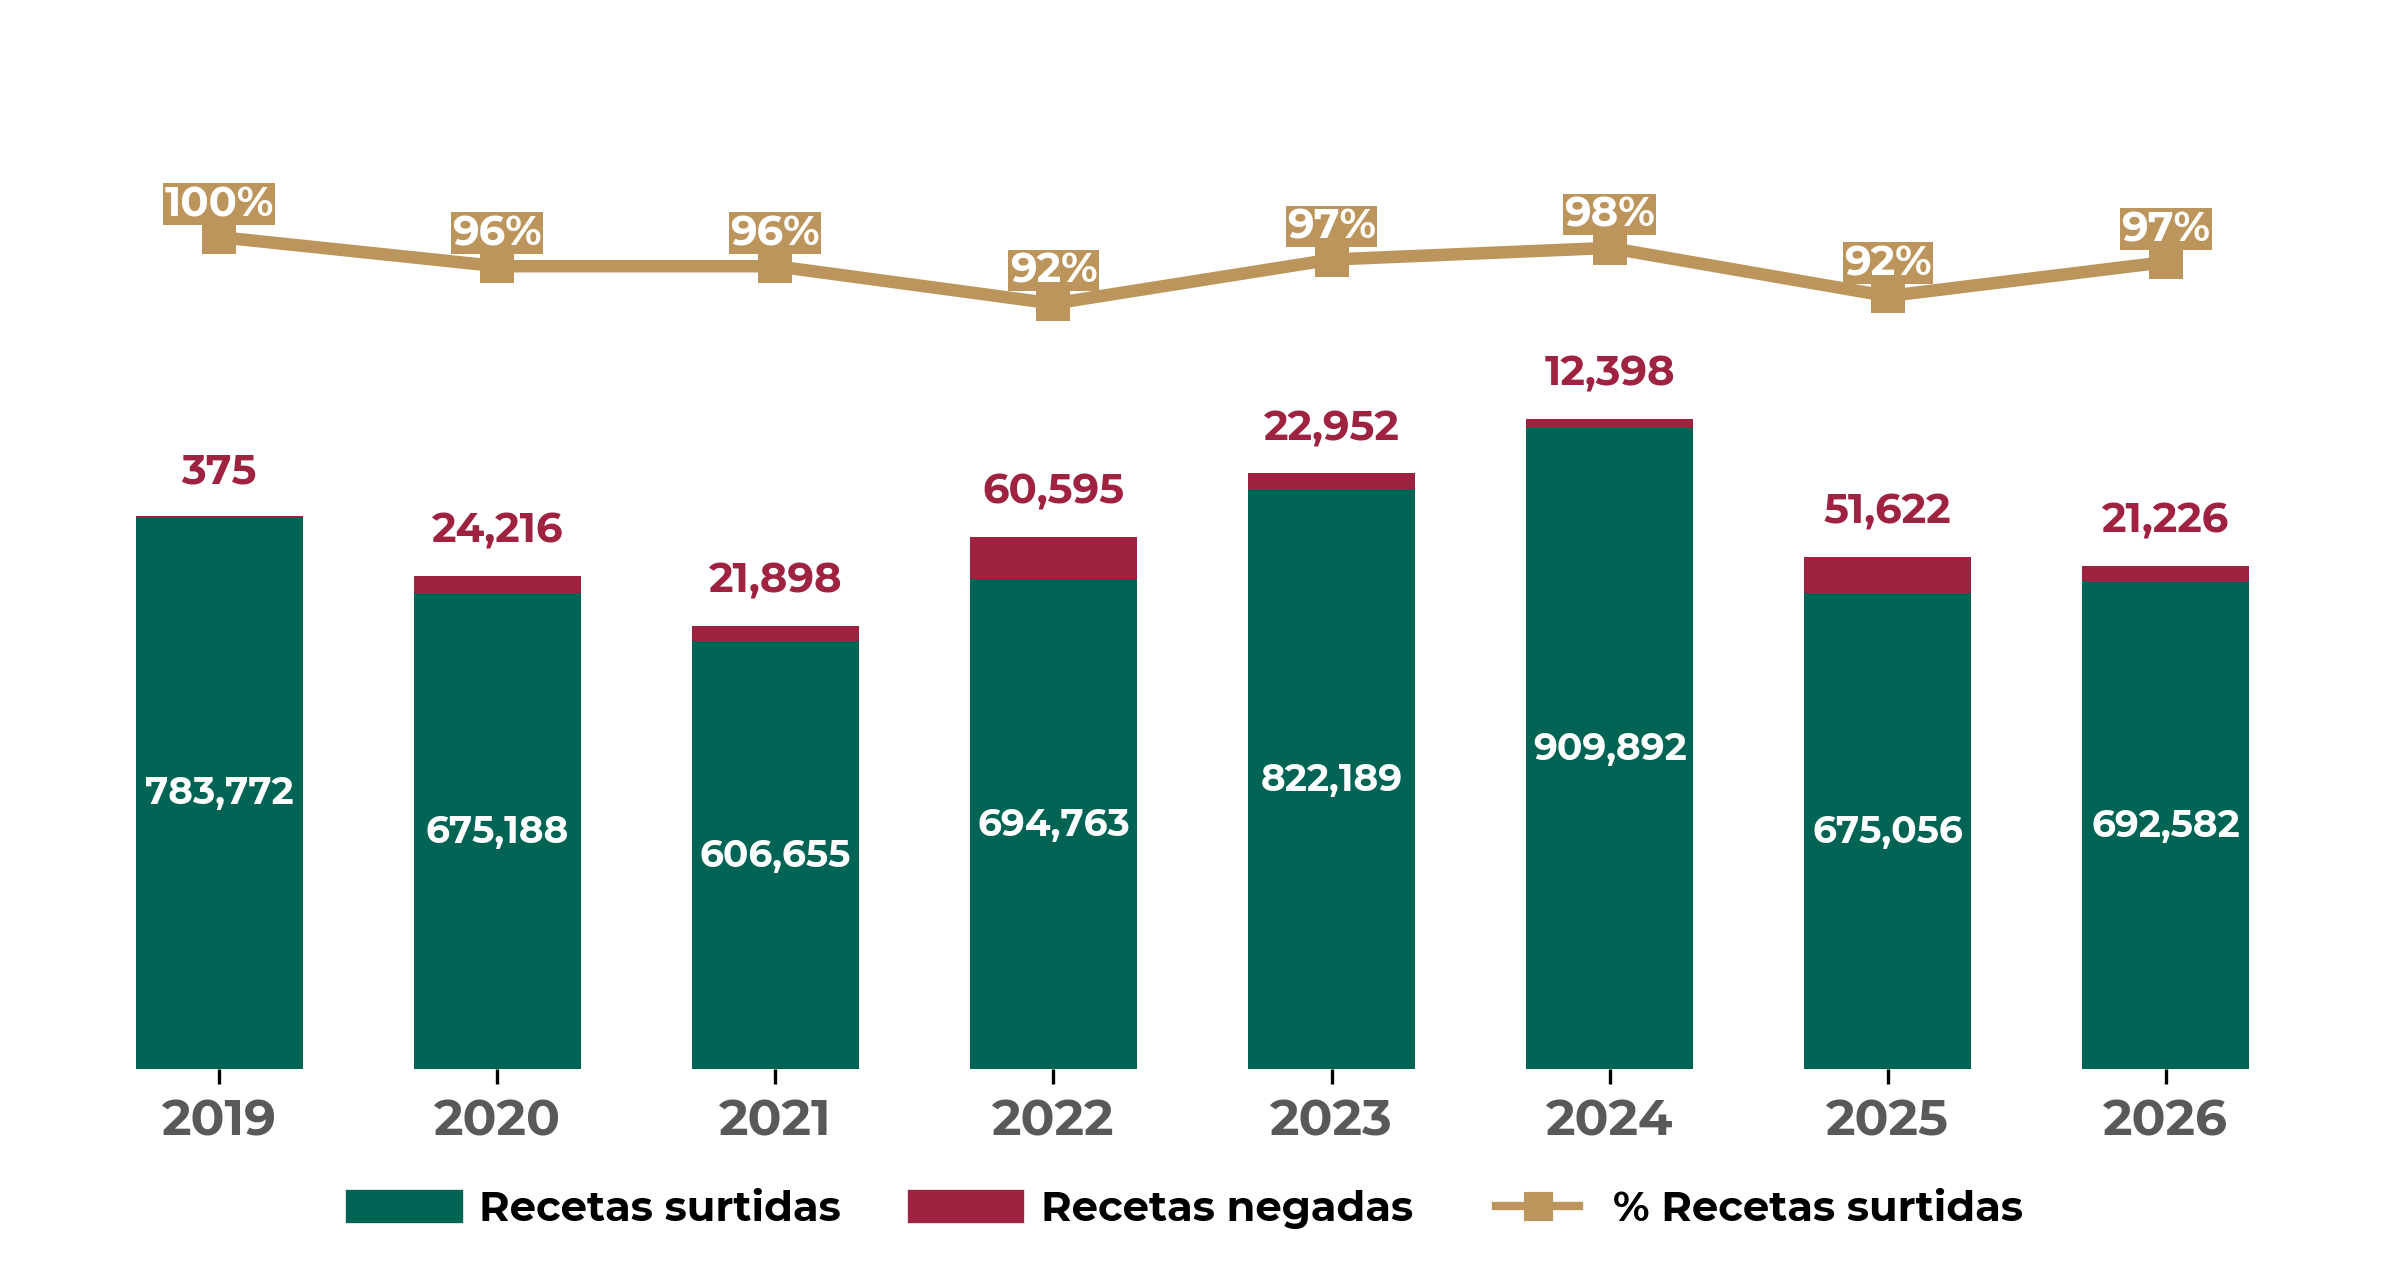 100% 96% 96% 92% 97% 98% 92% 97%
375 24,216 21,898 60,595 22,952 12,398 51,622 21,226
783,772 675,188 606,655 694,763 822,189 909,892 675,056 692,582
2019 2020 2021 2022 2023 2024 2025 2026
Recetas surtidas Recetas negadas % Recetas surtidas